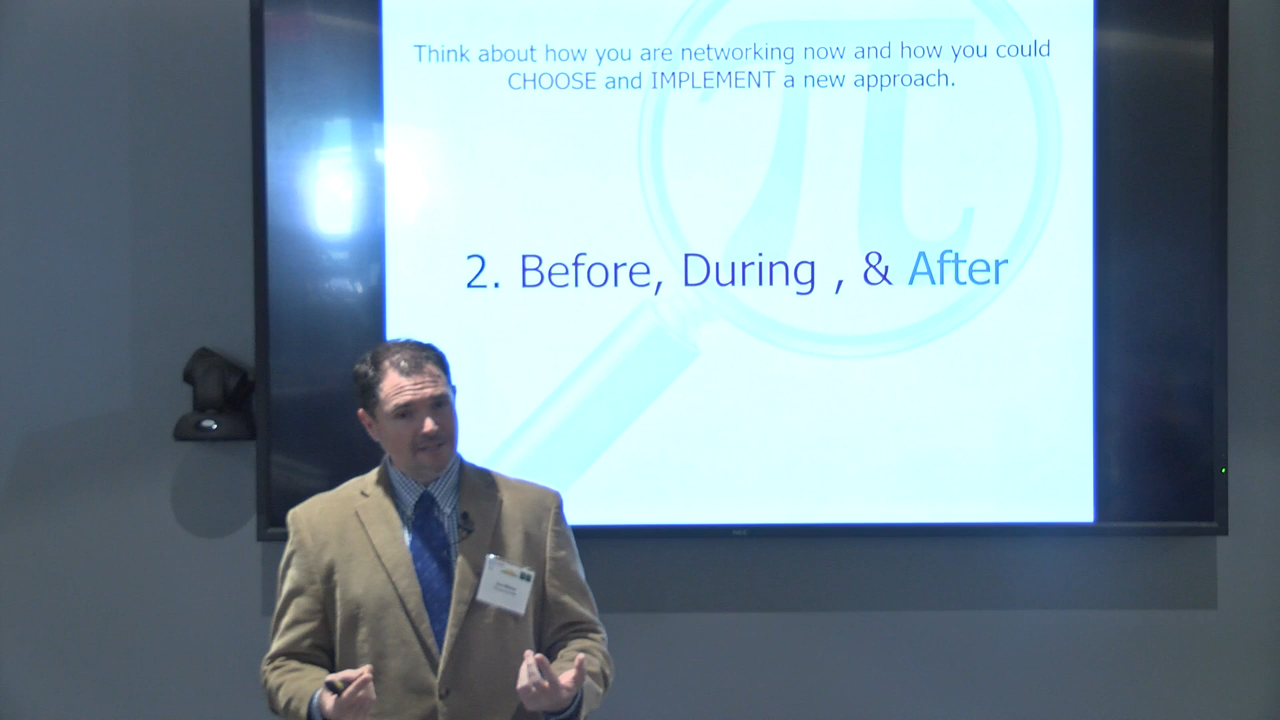 Think about how you are networking now and how you could
CHOOSE and IMPLEMENT a new approach.
π
2. Before, During , & After
NEC